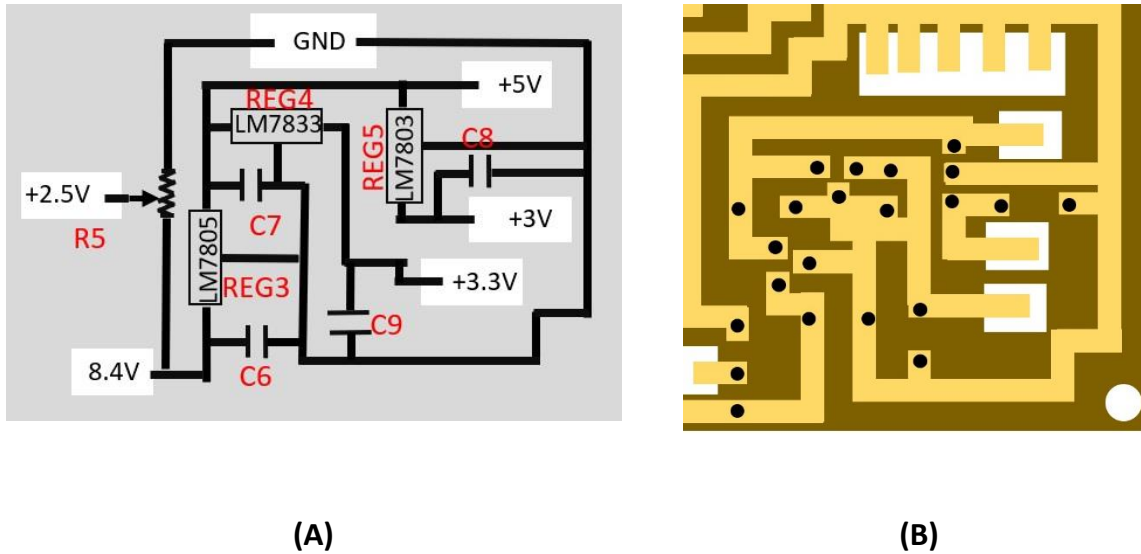 GND
+5V
REG4
LM7833
REG5
LM7803
C8
+2.5V
R5
C7
+3V
LM7805
REG3
+3.3V
C9
8.4V
C6
(A)
(B)